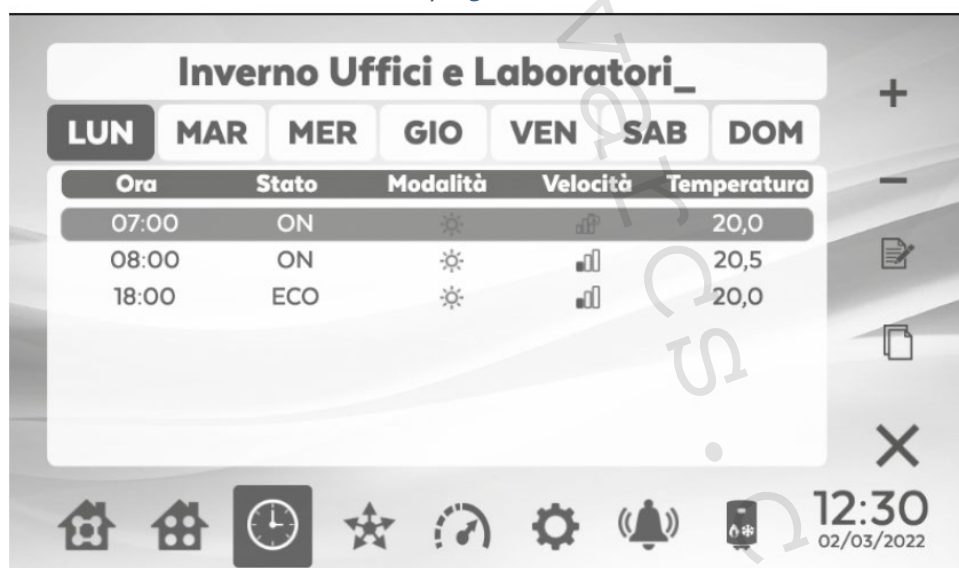 Inverno Uffici e Laboratori_
LUN MAR MER GIO VEN SAB DOM
Ora Stato Modalità Velocità Temperatura
07:00 ON 20,0
08:00 ON 20,5
18:00 ECO 20,0
12:30
02/03/2022